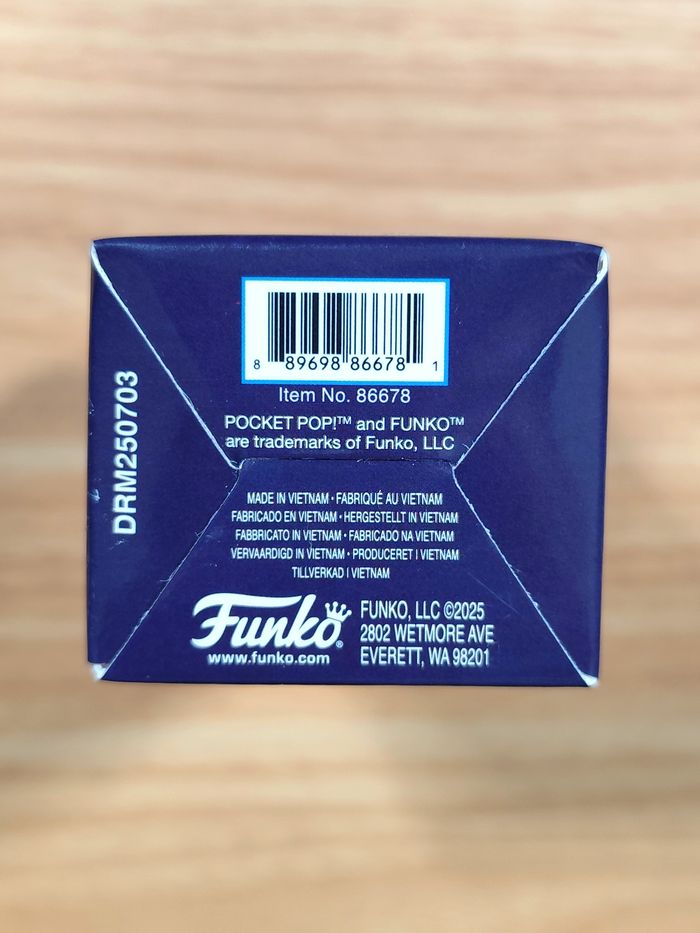 8 89698 86678 1
Item No. 86678
POCKET POP!™ and FUNKO™
are trademarks of Funko, LLC
DRM250703
MADE IN VIETNAM • FABRIQUÉ AU VIETNAM
FABRICADO EN VIETNAM • HERGESTELLT IN VIETNAM
FABBRICATO IN VIETNAM • FABRICADO NA VIETNAM
VERVAARDIGD IN VIETNAM • PRODUCERET I VIETNAM
TILLVERKAD I VIETNAM
Funko®
www.funko.com
FUNKO, LLC ©2025
2802 WETMORE AVE
EVERETT, WA 98201